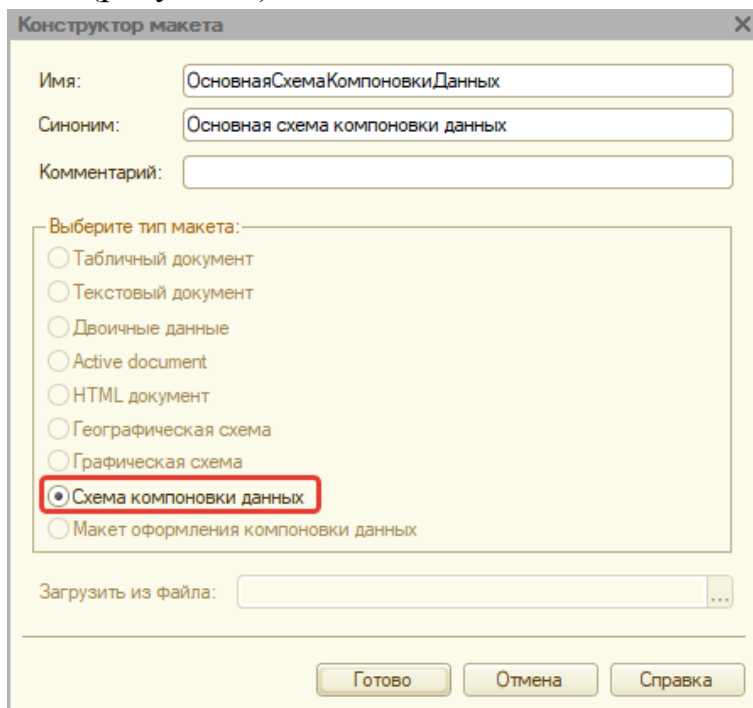 Конструктор макета
Имя: ОсновнаяСхемаКомпоновкиДанных
Синоним: Основная схема компоновки данных
Комментарий:
Выберите тип макета:
Табличный документ
Текстовый документ
Двоичные данные
Active document
HTML документ
Географическая схема
Графическая схема
Схема компоновки данных
Макет оформления компоновки данных
Загрузить из файла: ...
Готово Отмена Справка